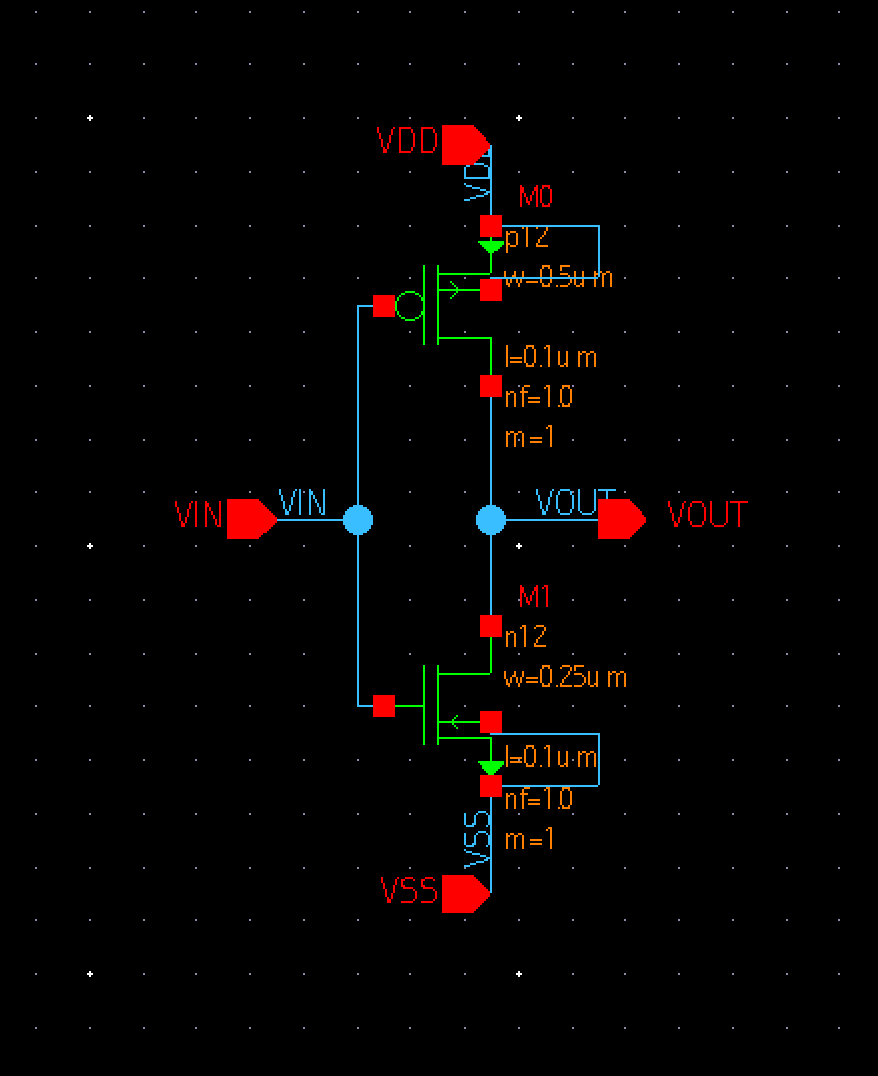 VDD
VDD
M0
p12
w=0.5u m
l=0.1u m
nf=1.0
m=1
VIN
VIN
VOUT
VOUT
M1
n12
w=0.25u m
l=0.1u m
nf=1.0
m=1
VSS
VSS